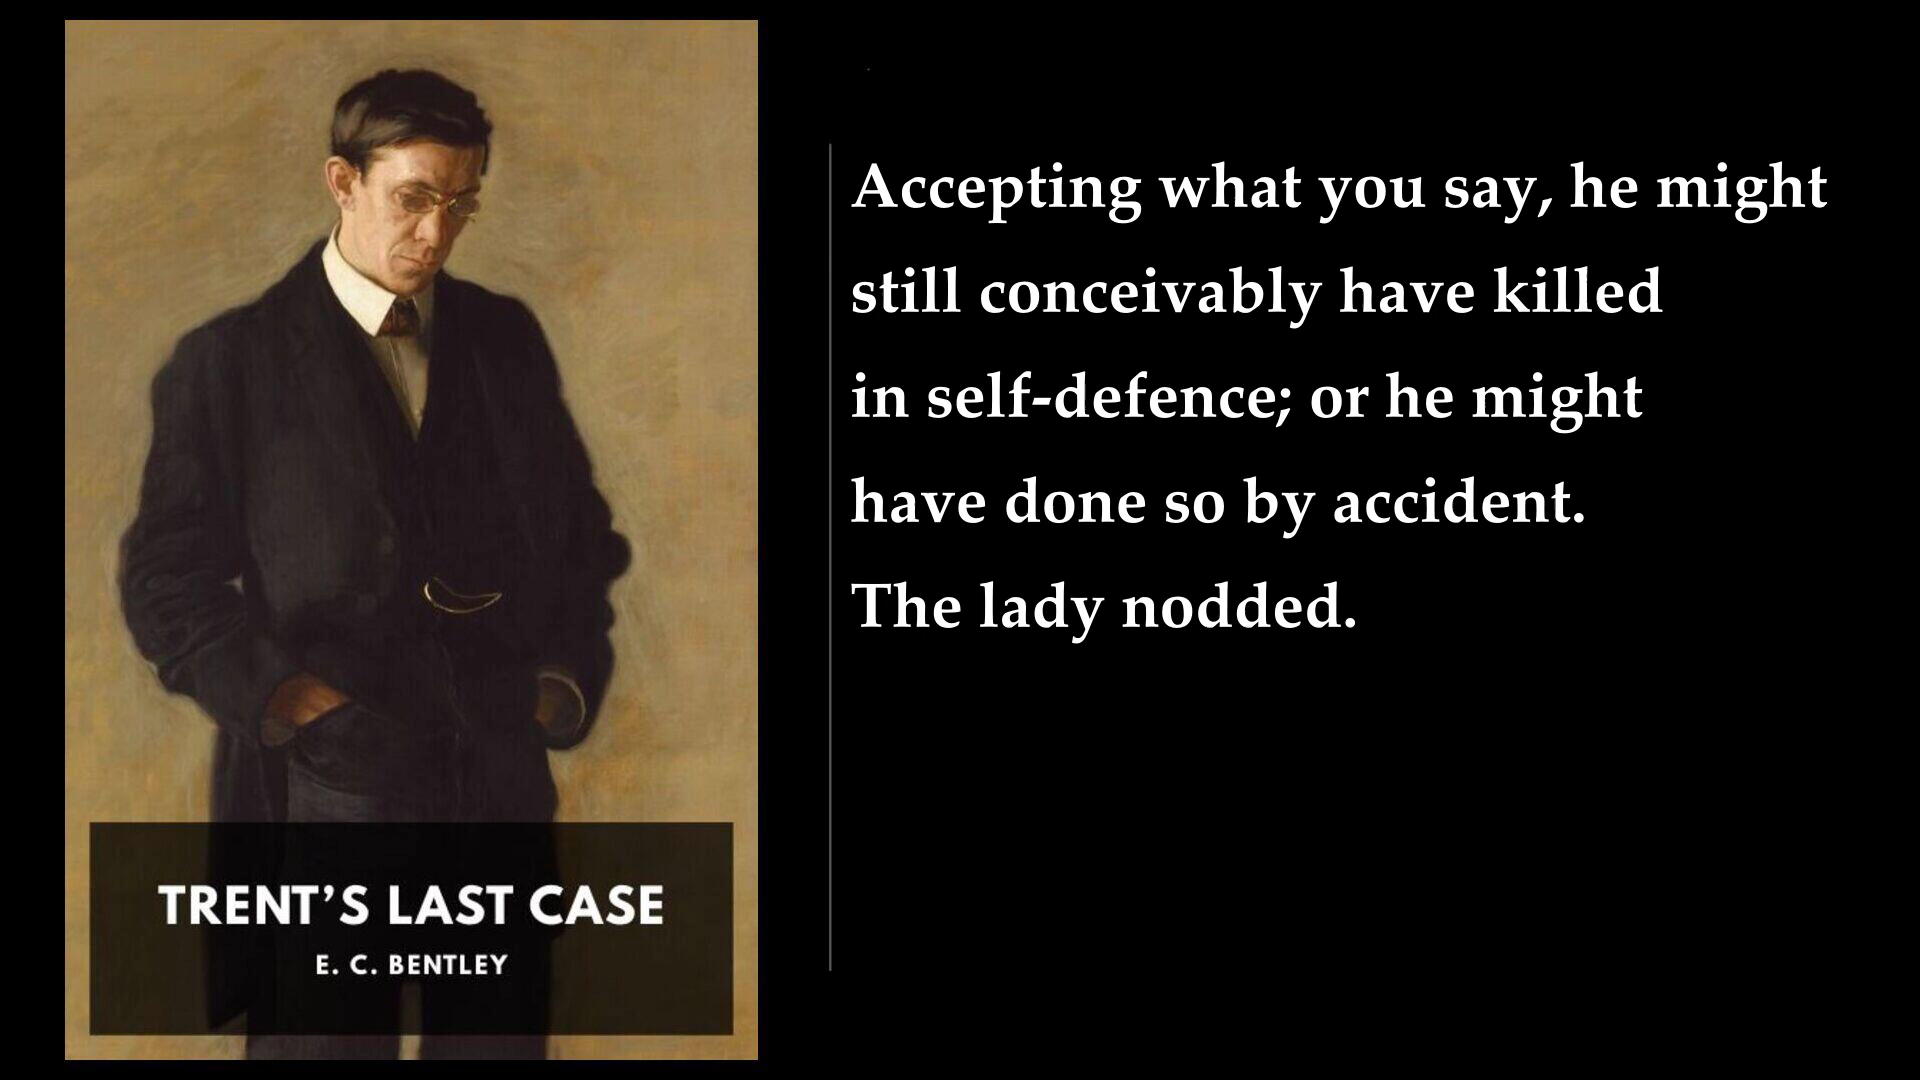 TRENT’S LAST CASE
E. C. BENTLEY
Accepting what you say, he might
still conceivably have killed
in self-defence; or he might
have done so by accident.
The lady nodded.